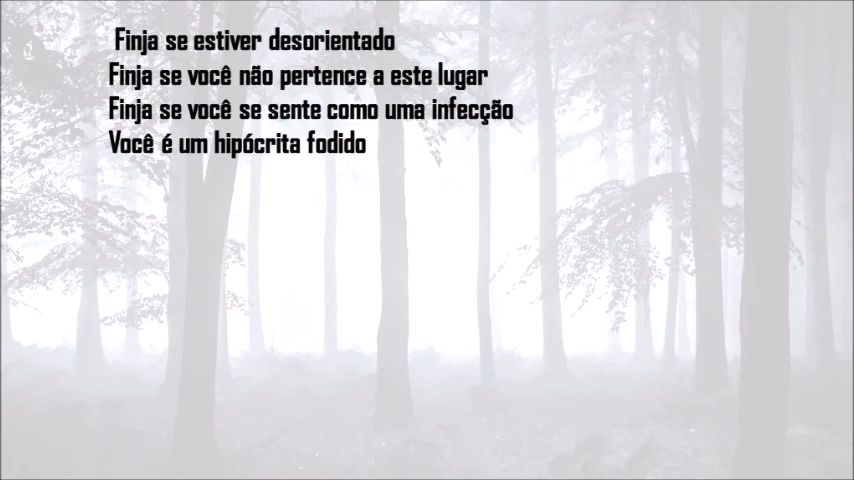 Finja se estiver desorientado
Finja se você não pertence a este lugar
Finja se você se sente como uma infecção
Você é um hipócrita fodido